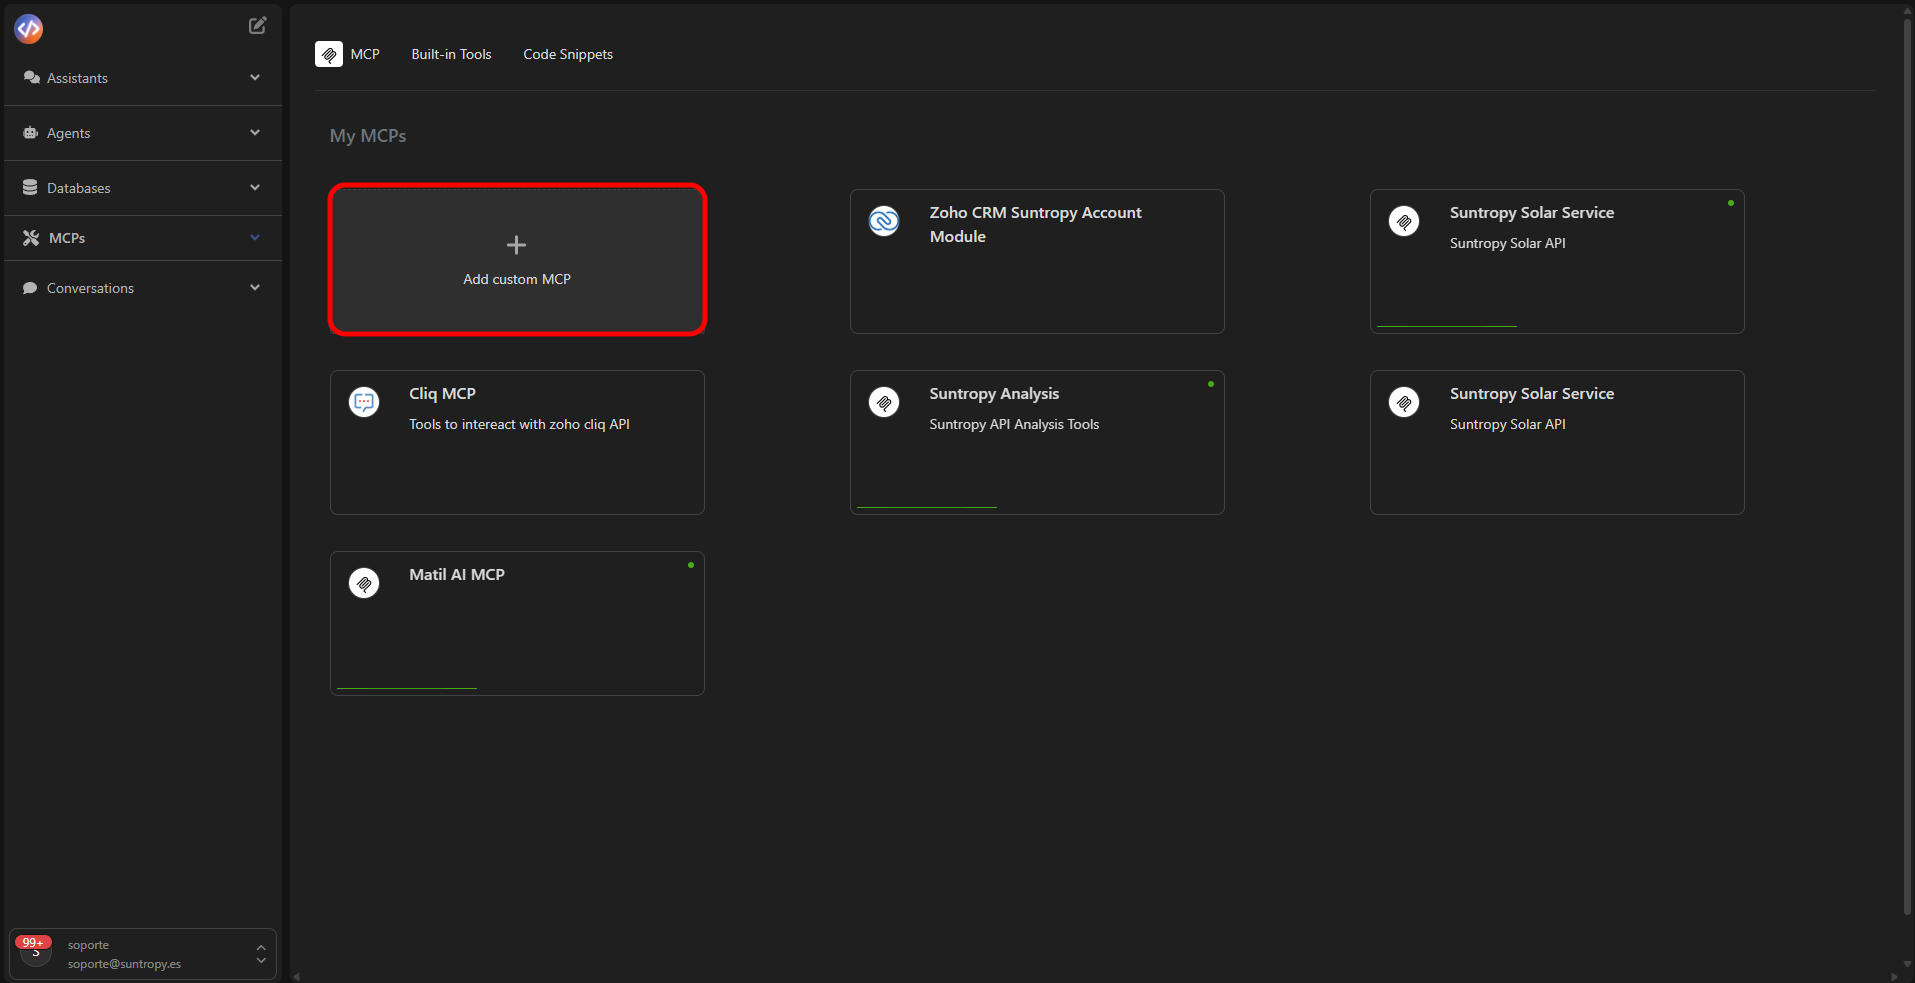 Assistants
Agents
Databases
MCPs
Conversations
99+
S
soporte
soporte@suntropy.es
MCP
Built-in Tools
Code Snippets
My MCPs
Add custom MCP
Zoho CRM Suntropy Account
Module
Suntropy Solar Service
Suntropy Solar API
Cliq MCP
Tools to intereact with zoho cliq API
Suntropy Analysis
Suntropy API Analysis Tools
Suntropy Solar Service
Suntropy Solar API
Matil AI MCP